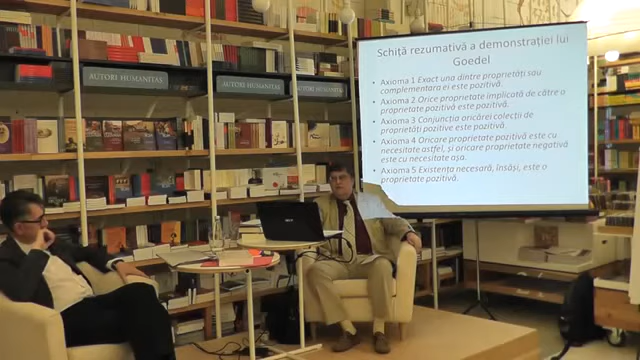 Schiță rezumativă a demonstrației lui
Goedel
Axioma 1 Exact una dintre proprietăți sau
complementara ei este pozitivă.
Axioma 2 Orice proprietate implicată de către o
proprietate pozitivă este pozitivă.
Axioma 3 Conjuncția oricărei colecții de
proprietăți pozitive este pozitivă.
Axioma 4 Oricare proprietate pozitivă este cu
necesitate astfel, și oricare proprietate negativă
este cu necesitate așa.
Axioma 5 Existența necesară, însăși, este o
proprietate pozitivă.
AUTORI HUMANITAS
AUTORI HUMANITAS
AUTORI HUMANITAS
acer